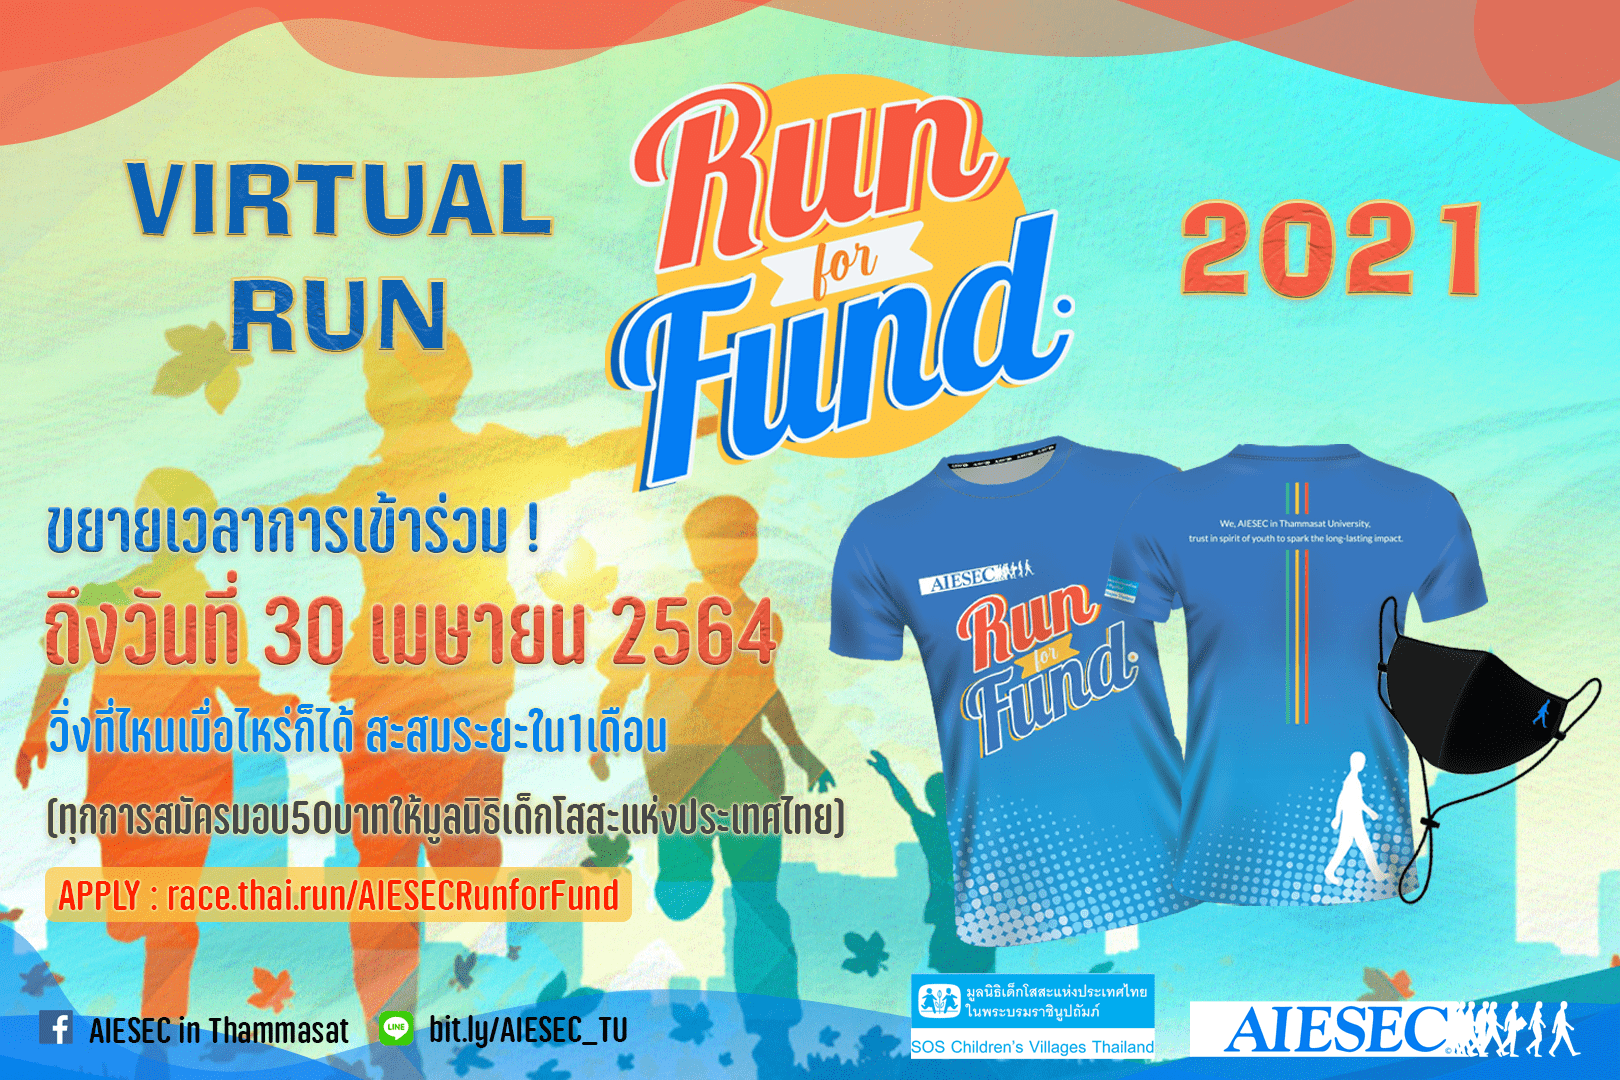 VIRTUAL
RUN
Run
for
Fund
2021
ขยายเวลาการเข้าร่วม !
ถึงวันที่ 30 เมษายน 2564
วิ่งที่ไหนเมื่อไหร่ก็ได้ สะสมระยะใน1เดือน
(ทุกการสมัครมอบ50บาทให้มูลนิธิเด็กโสสะแห่งประเทศไทย)
APPLY : race.thai.run/AIESECRunforFund
AIESEC in Thammasat
LINE
bit.ly/AIESEC_TU
AIESEC
Run
for
Fund
We, AIESEC in Thammasat University,
trust in spirit of youth to spark the long-lasting impact.
มูลนิธิเด็กโสสะแห่งประเทศไทย
ในพระบรมราชินูปถัมภ์
SOS Children's Villages Thailand
AIESEC